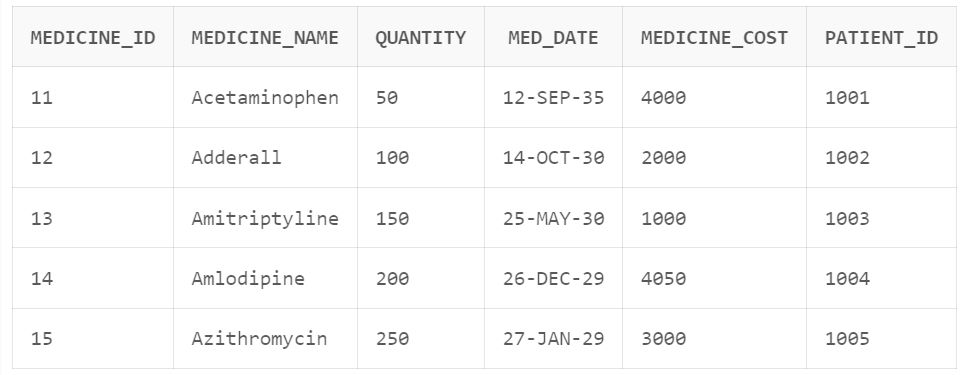 MEDICINE_ID MEDICINE_NAME QUANTITY MED_DATE MEDICINE_COST PATIENT_ID
11 Acetaminophen 50 12-SEP-35 4000 1001
12 Adderall 100 14-OCT-30 2000 1002
13 Amitriptyline 150 25-MAY-30 1000 1003
14 Amlodipine 200 26-DEC-29 4050 1004
15 Azithromycin 250 27-JAN-29 3000 1005